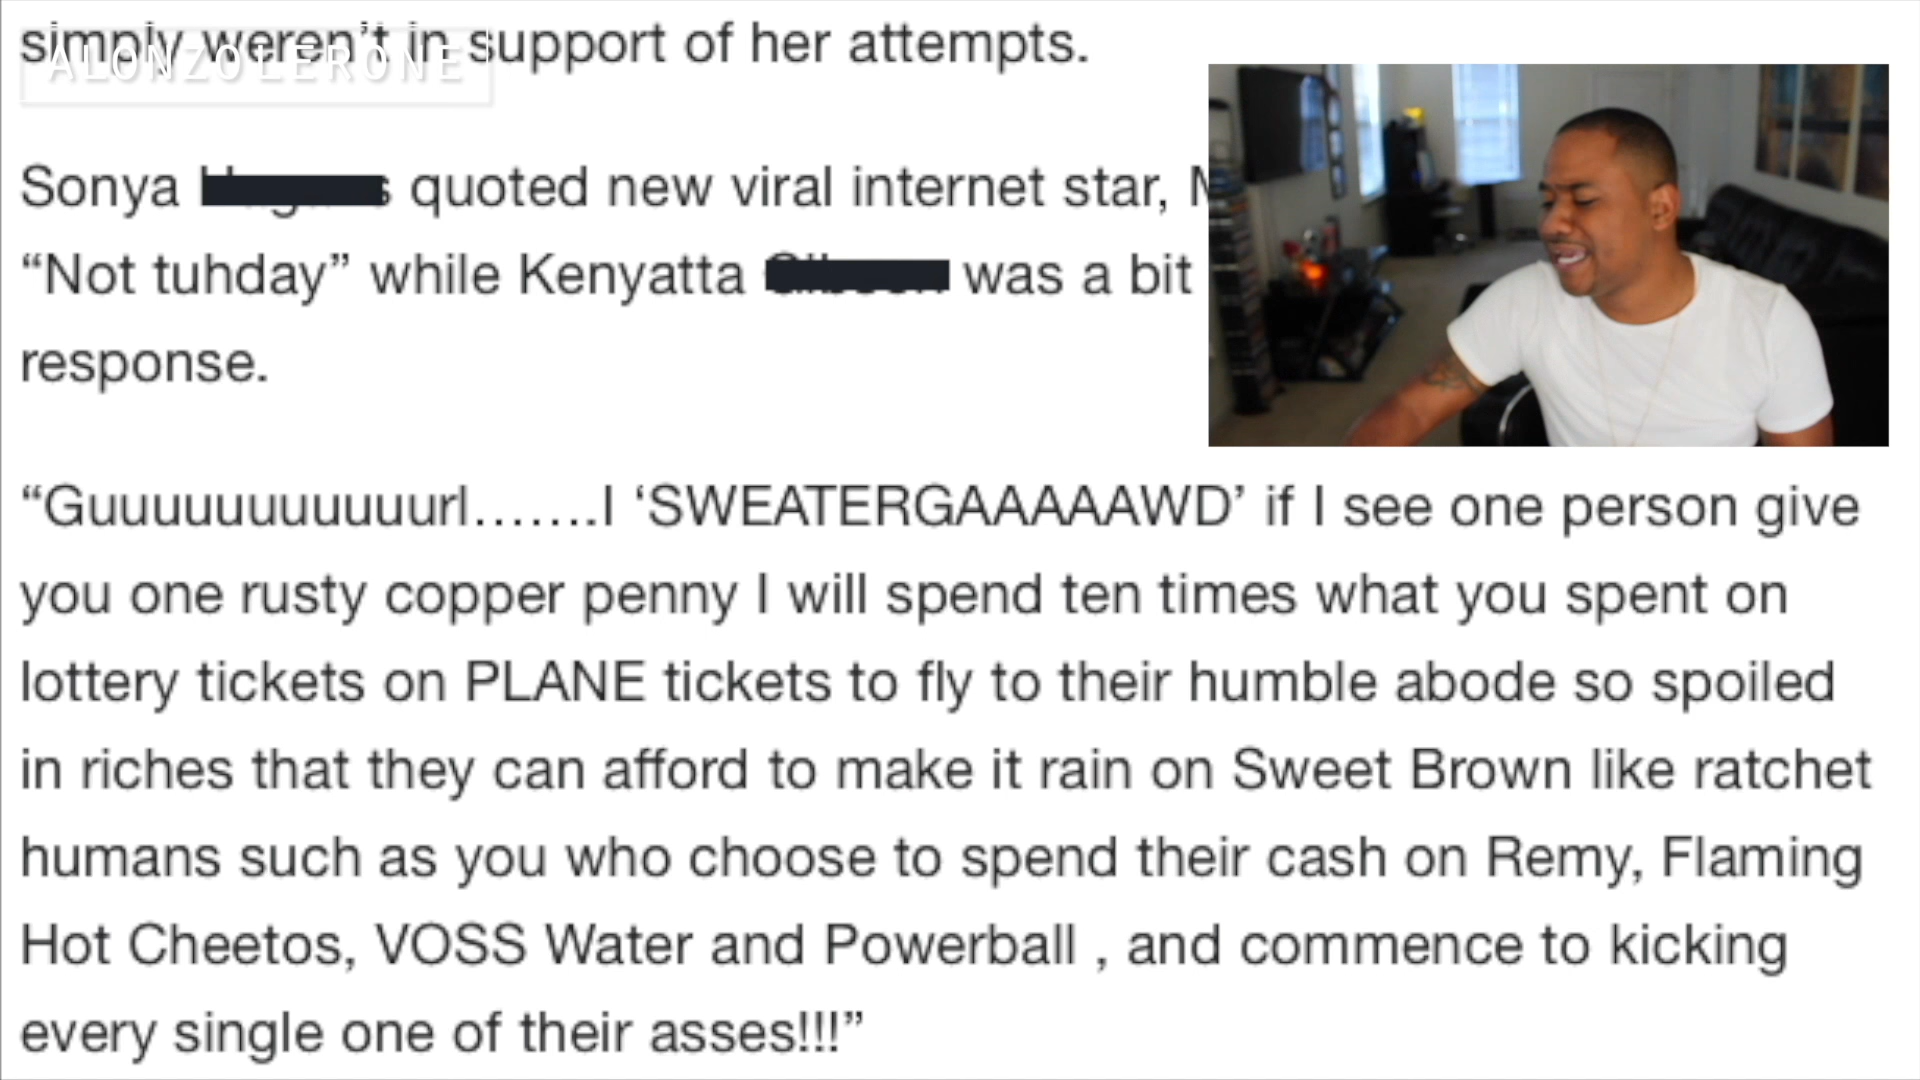 simply weren't in support of her attempts.
ALONZO LERONE
Sonya quoted new viral internet star,
“Not tuhday” while Kenyatta was a bit
response.
“Guuuuuuuuuuurl…….I ‘SWEATERGAAAAAWD’ if I see one person give
you one rusty copper penny I will spend ten times what you spent on
lottery tickets on PLANE tickets to fly to their humble abode so spoiled
in riches that they can afford to make it rain on Sweet Brown like ratchet
humans such as you who choose to spend their cash on Remy, Flaming
Hot Cheetos, VOSS Water and Powerball , and commence to kicking
every single one of their asses!!!”